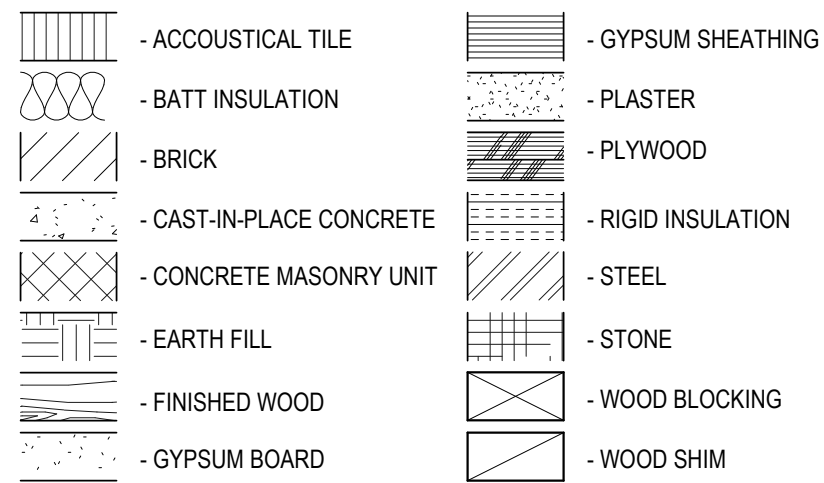 - ACCOUSTICAL TILE
- BATT INSULATION
- BRICK
- CAST-IN-PLACE CONCRETE
- CONCRETE MASONRY UNIT
- EARTH FILL
- FINISHED WOOD
- GYPSUM BOARD
- GYPSUM SHEATHING
- PLASTER
- PLYWOOD
- RIGID INSULATION
- STEEL
- STONE
- WOOD BLOCKING
- WOOD SHIM